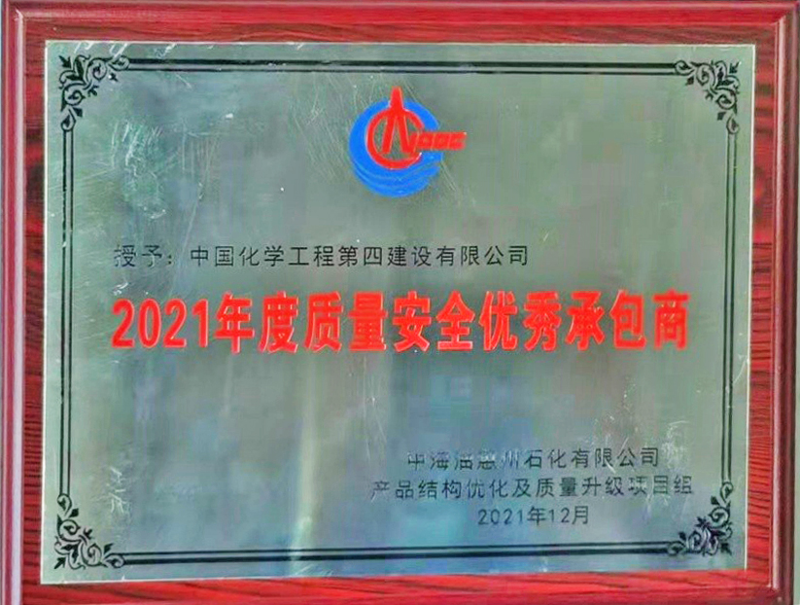 CNOOC
授予：中国化学工程第四建设有限公司
2021年度质量安全优秀承包商
中海油惠州石化有限公司
产品结构优化及质量升级项目组
2021年12月